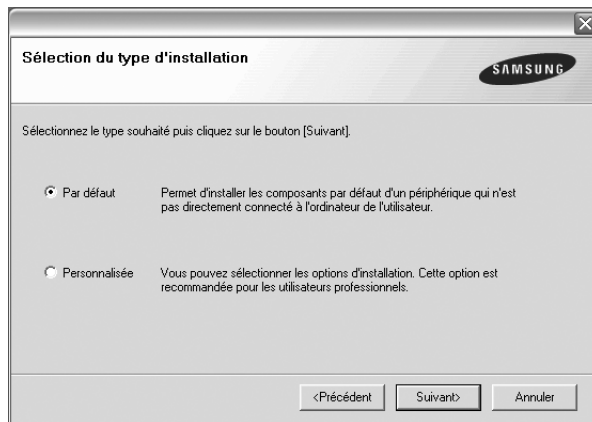 Sélection du type d'installation
SAMSUNG
Sélectionnez le type souhaité puis cliquez sur le bouton [Suivant].
Par défaut
Permet d'installer les composants par défaut d'un périphérique qui n'est
pas directement connecté à l'ordinateur de l'utilisateur.
Personnalisée
Vous pouvez sélectionner les options d'installation. Cette option est
recommandée pour les utilisateurs professionnels.
<Précédent
Suivant>
Annuler